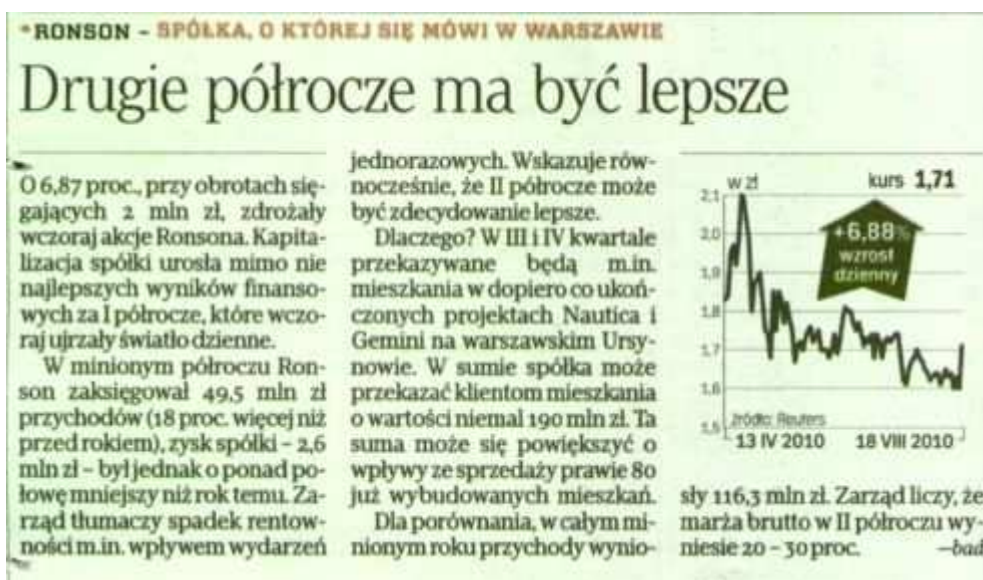 RONSON – SPÓŁKA, O KTÓREJ SIĘ MÓWI W WARSZAWIE
Drugie półrocze ma być lepsze
O 6,87 proc., przy obrotach się-
gających 2 mln zł, zdrożały
wczoraj akcje Ronsona. Kapita-
lizacja spółki urosła mimo nie
najlepszych wyników finanso-
wych za I półrocze, które wczo-
raj ujrzały światło dzienne.
W minionym półroczu Ron-
son zaksięgował 49,5 mln zł
przychodów (18 proc. więcej niż
przed rokiem), zysk spółki – 2,6
mln zł – był jednak o ponad po-
łowę mniejszy niż rok temu. Za-
rząd tłumaczy spadek rentow-
ności m.in. wpływem wydarzeń
jednorazowych. Wskazuje rów-
nocześnie, że II półrocze może
być zdecydowanie lepsze.
Dlaczego? W III i IV kwartale
przekazywane będą m.in.
mieszkania w dopiero co ukoń-
czonych projektach Nautica i
Gemini na warszawskim Ursy-
nowie. W sumie spółka może
przekazać klientom mieszkania
o wartości niemal 190 mln zł. Ta
suma może się powiększyć o
wpływy ze sprzedaży prawie 80
już wybudowanych mieszkań.
Dla porównania, w całym mi-
nionym roku przychody wynio-
w zł kurs 1,71
2,1
+6,88%
wzrost
dzienny
2,0
1,9
1,8
1,7
1,6
1,5
źródło: Reuters
13 IV 2010 18 VIII 2010
sły 116,3 mln zł. Zarząd liczy, że
marża brutto w II półroczu wy-
niesie 20 – 30 proc. —bad